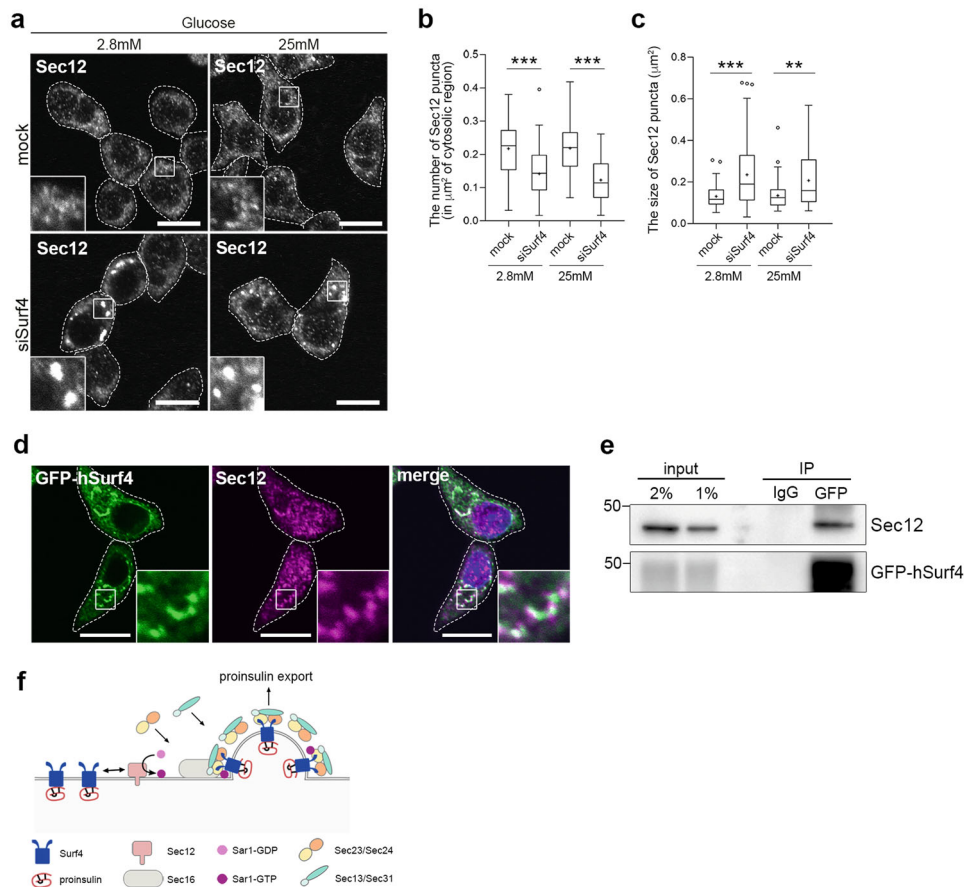 a
Glucose
2.8mM 25mM
mock
Sec12 Sec12
siSurf4
Sec12 Sec12
b
The number of Sec12 puncta
(in μm² of cytosolic region)
0.5
0.4
0.3
0.2
0.1
0.0
*** ***
mock siSurf4 mock siSurf4
2.8mM 25mM
c
The size of Sec12 puncta (μm²)
0.8
0.6
0.4
0.2
0.0
*** **
mock siSurf4 mock siSurf4
2.8mM 25mM
d
GFP-hSurf4 Sec12 merge
e
input IP
2% 1% IgG GFP
50 Sec12
50 GFP-hSurf4
f
proinsulin export
Surf4 Sec12 Sar1-GDP Sec23/Sec24
proinsulin Sec16 Sar1-GTP Sec13/Sec31